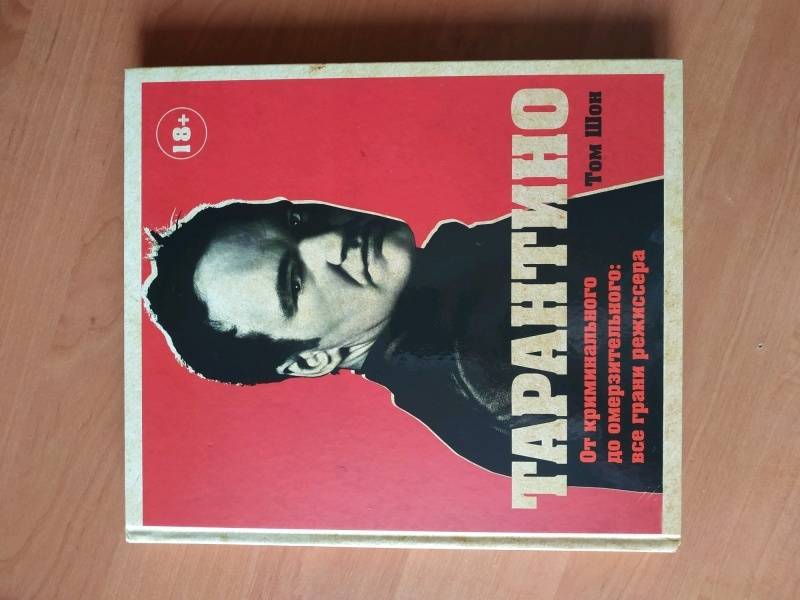 18+
ТАРАНТИНО
Том Шон
От криминального
до омерзительного:
все грани режиссера